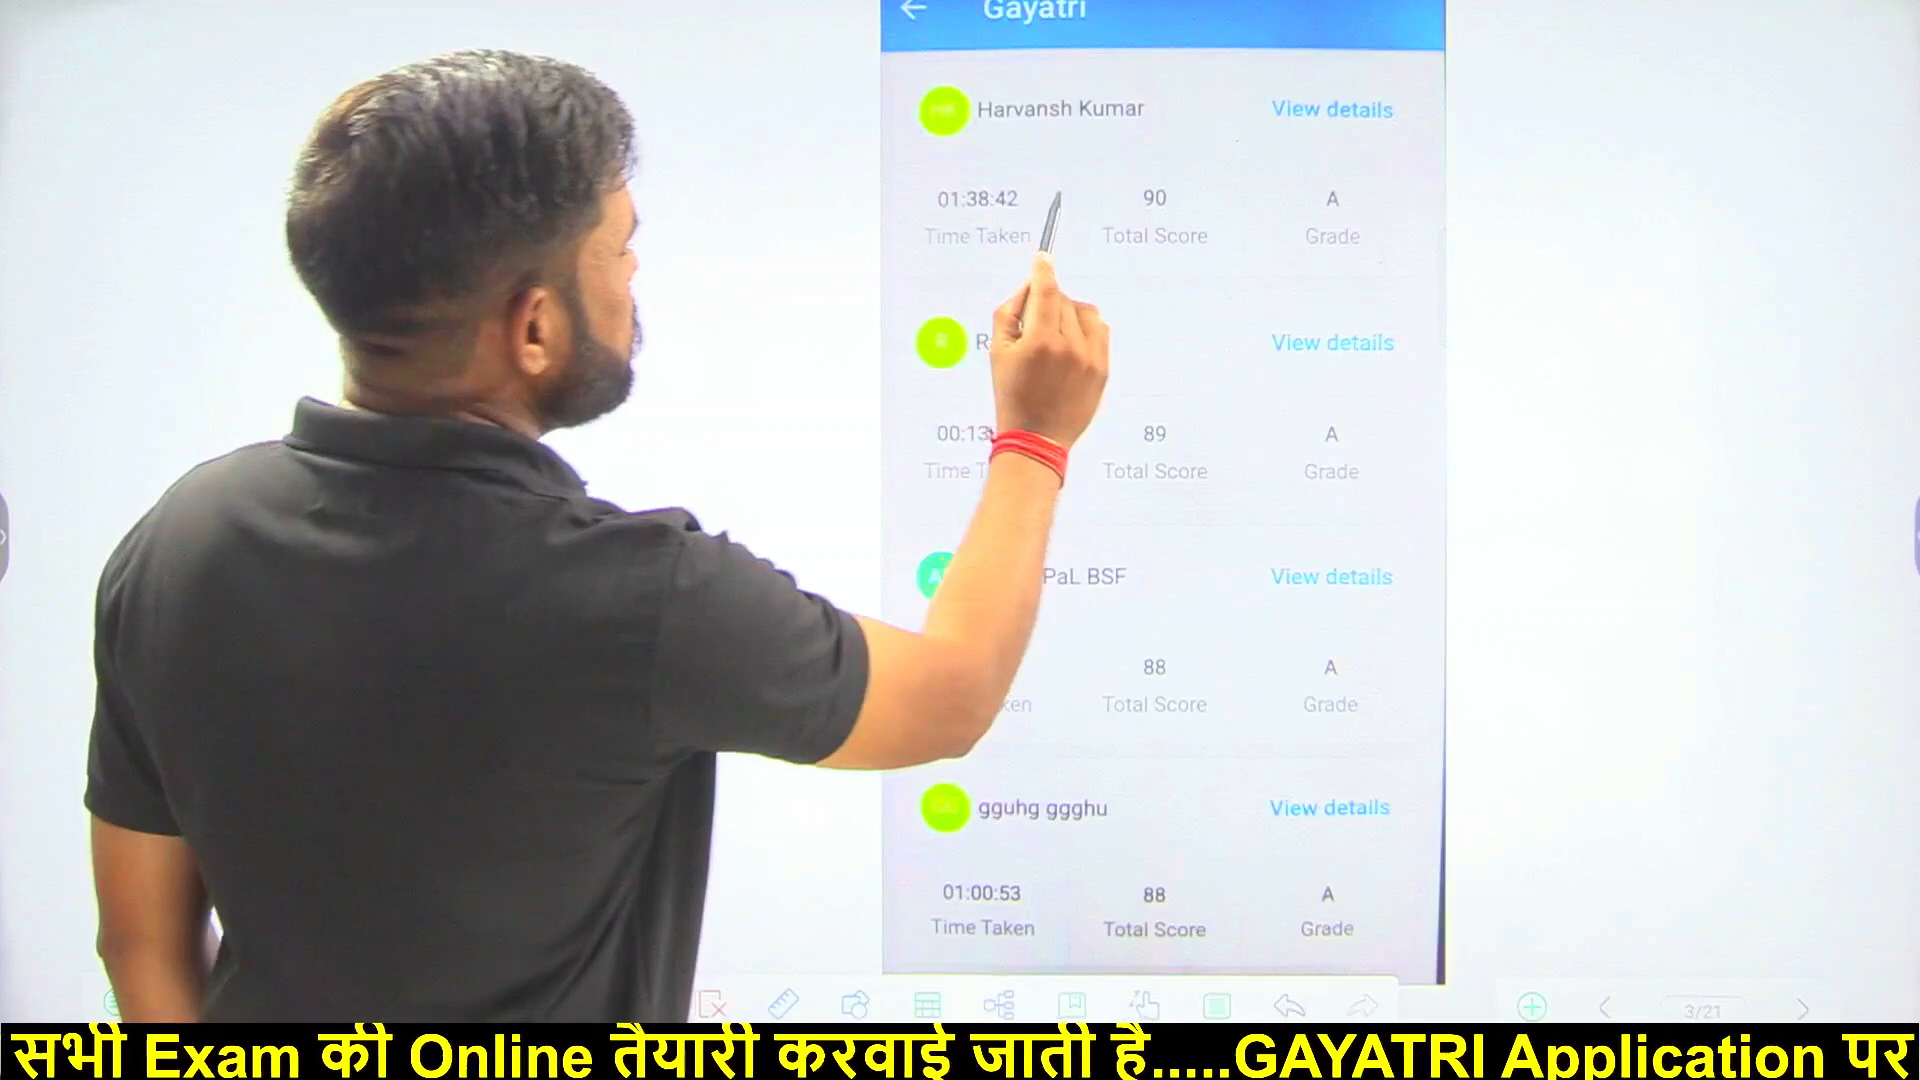 Gayatri
Harvansh Kumar View details
01:38:42 90 A
Time Taken Total Score Grade
View details
89 A
Total Score Grade
PaL BSF View details
88 A
Total Score Grade
gguhg ggghu View details
01:00:53 88 A
Time Taken Total Score Grade
3/21
सभी Exam की Online तैयारी करवाई जाती है.....GAYATRI Application पर